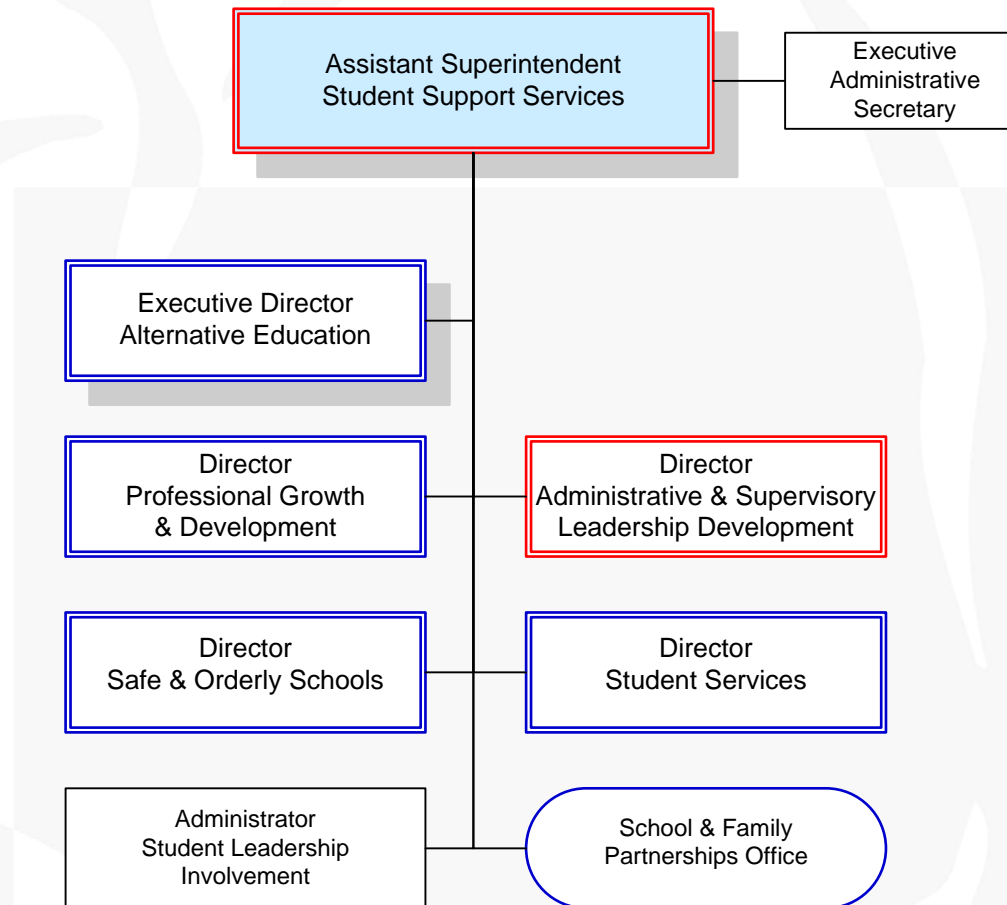 Assistant Superintendent
Student Support Services
Executive
Administrative
Secretary
Executive Director
Alternative Education
Director
Professional Growth
& Development
Director
Administrative & Supervisory
Leadership Development
Director
Safe & Orderly Schools
Director
Student Services
Administrator
Student Leadership
Involvement
School & Family
Partnerships Office